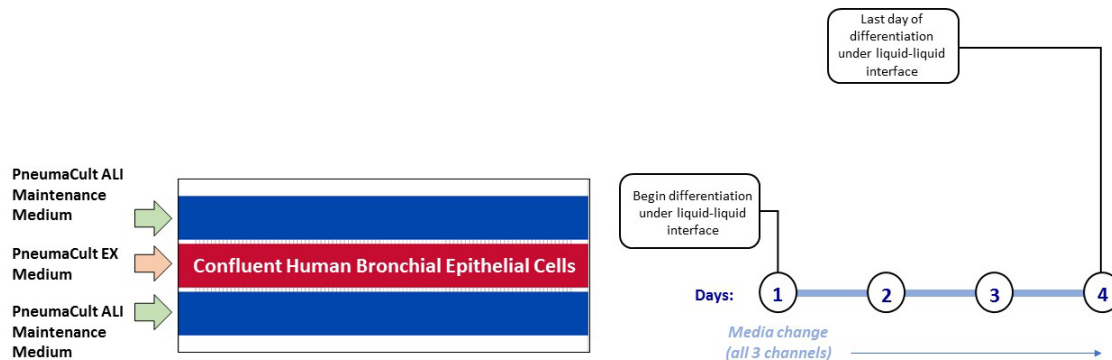 PneumaCult ALI
Maintenance
Medium
PneumaCult EX
Medium
PneumaCult ALI
Maintenance
Medium
Confluent Human Bronchial Epithelial Cells
Last day of
differentiation
under liquid-liquid
interface
Begin differentiation
under liquid-liquid
interface
Days: 1 2 3 4
Media change
(all 3 channels)